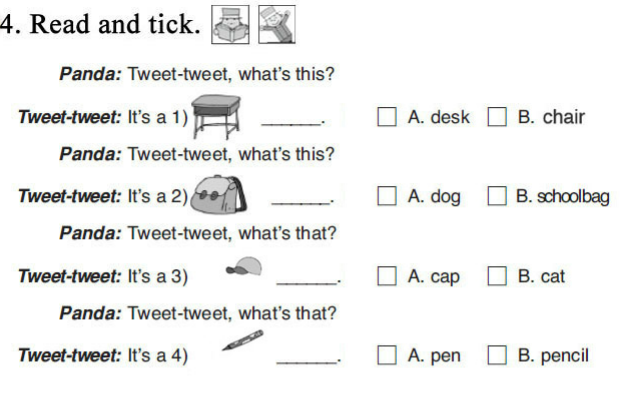 4. Read and tick.
Panda: Tweet-tweet, what's this?
Tweet-tweet: It's a 1) ______. A. desk B. chair
Panda: Tweet-tweet, what's this?
Tweet-tweet: It's a 2) ______. A. dog B. schoolbag
Panda: Tweet-tweet, what's that?
Tweet-tweet: It's a 3) ______. A. cap B. cat
Panda: Tweet-tweet, what's that?
Tweet-tweet: It's a 4) ______. A. pen B. pencil